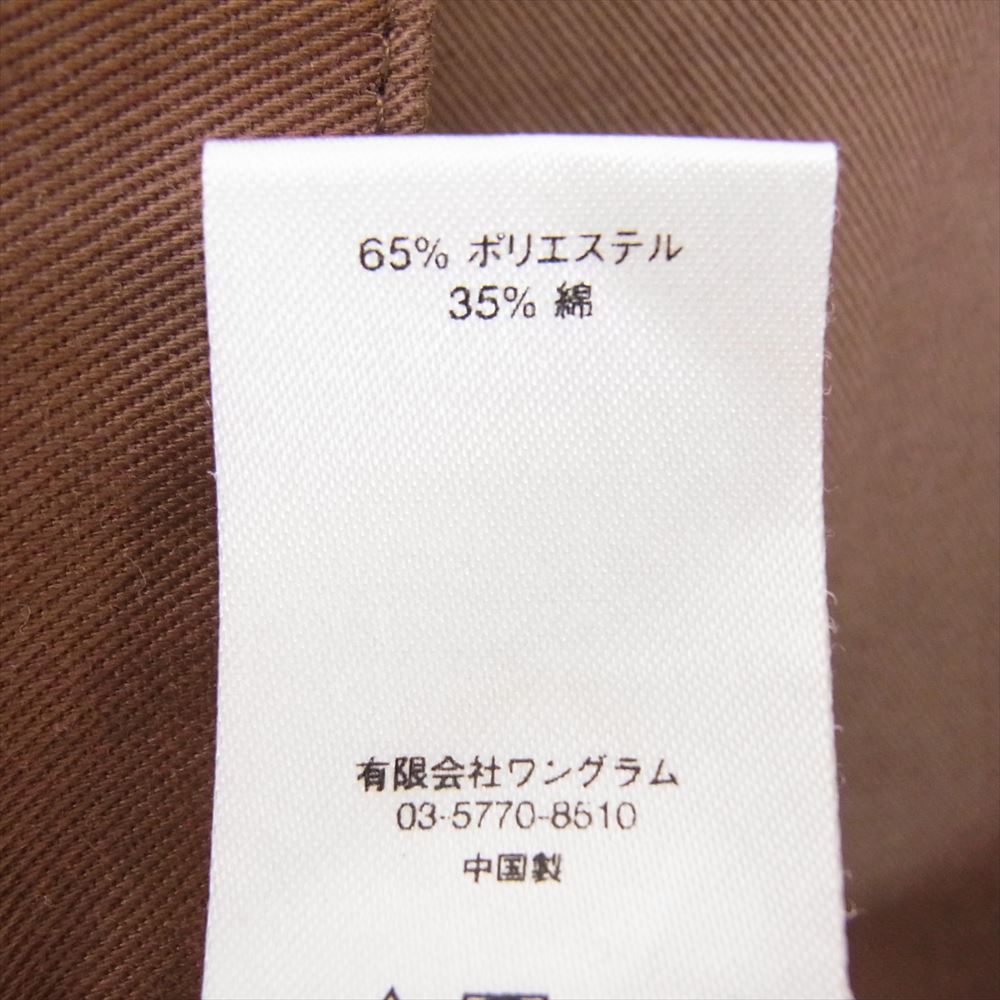 65% ポリエステル
35% 綿
有限会社ワングラム
03-5770-8610
中国製